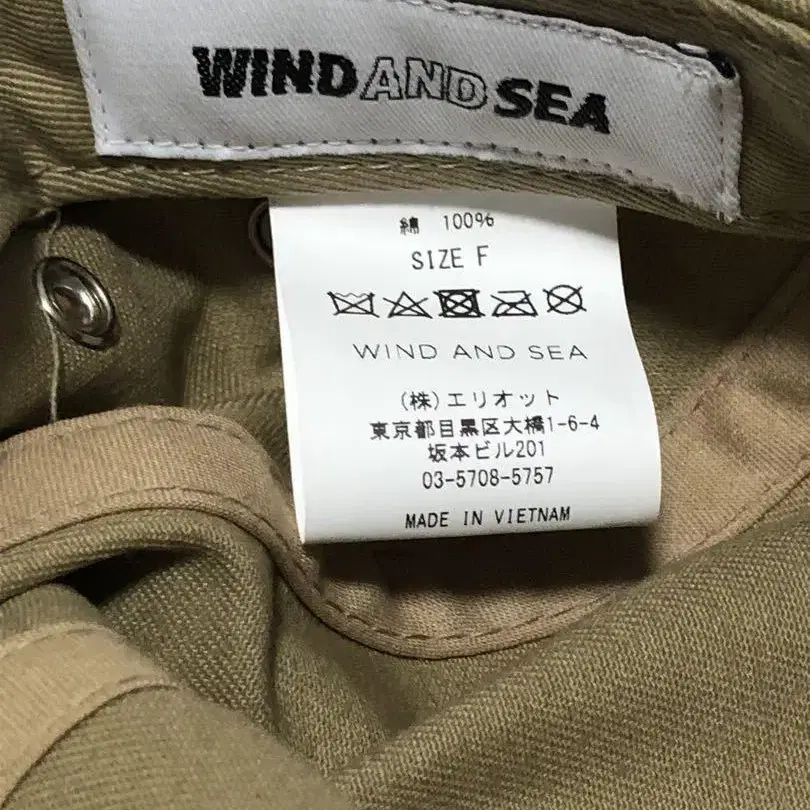 WIND AND SEA
綿 100%
SIZE F
WIND AND SEA
(株)エリオット
東京都目黒区大橋1-6-4
坂本ビル201
03-5708-5757
MADE IN VIETNAM